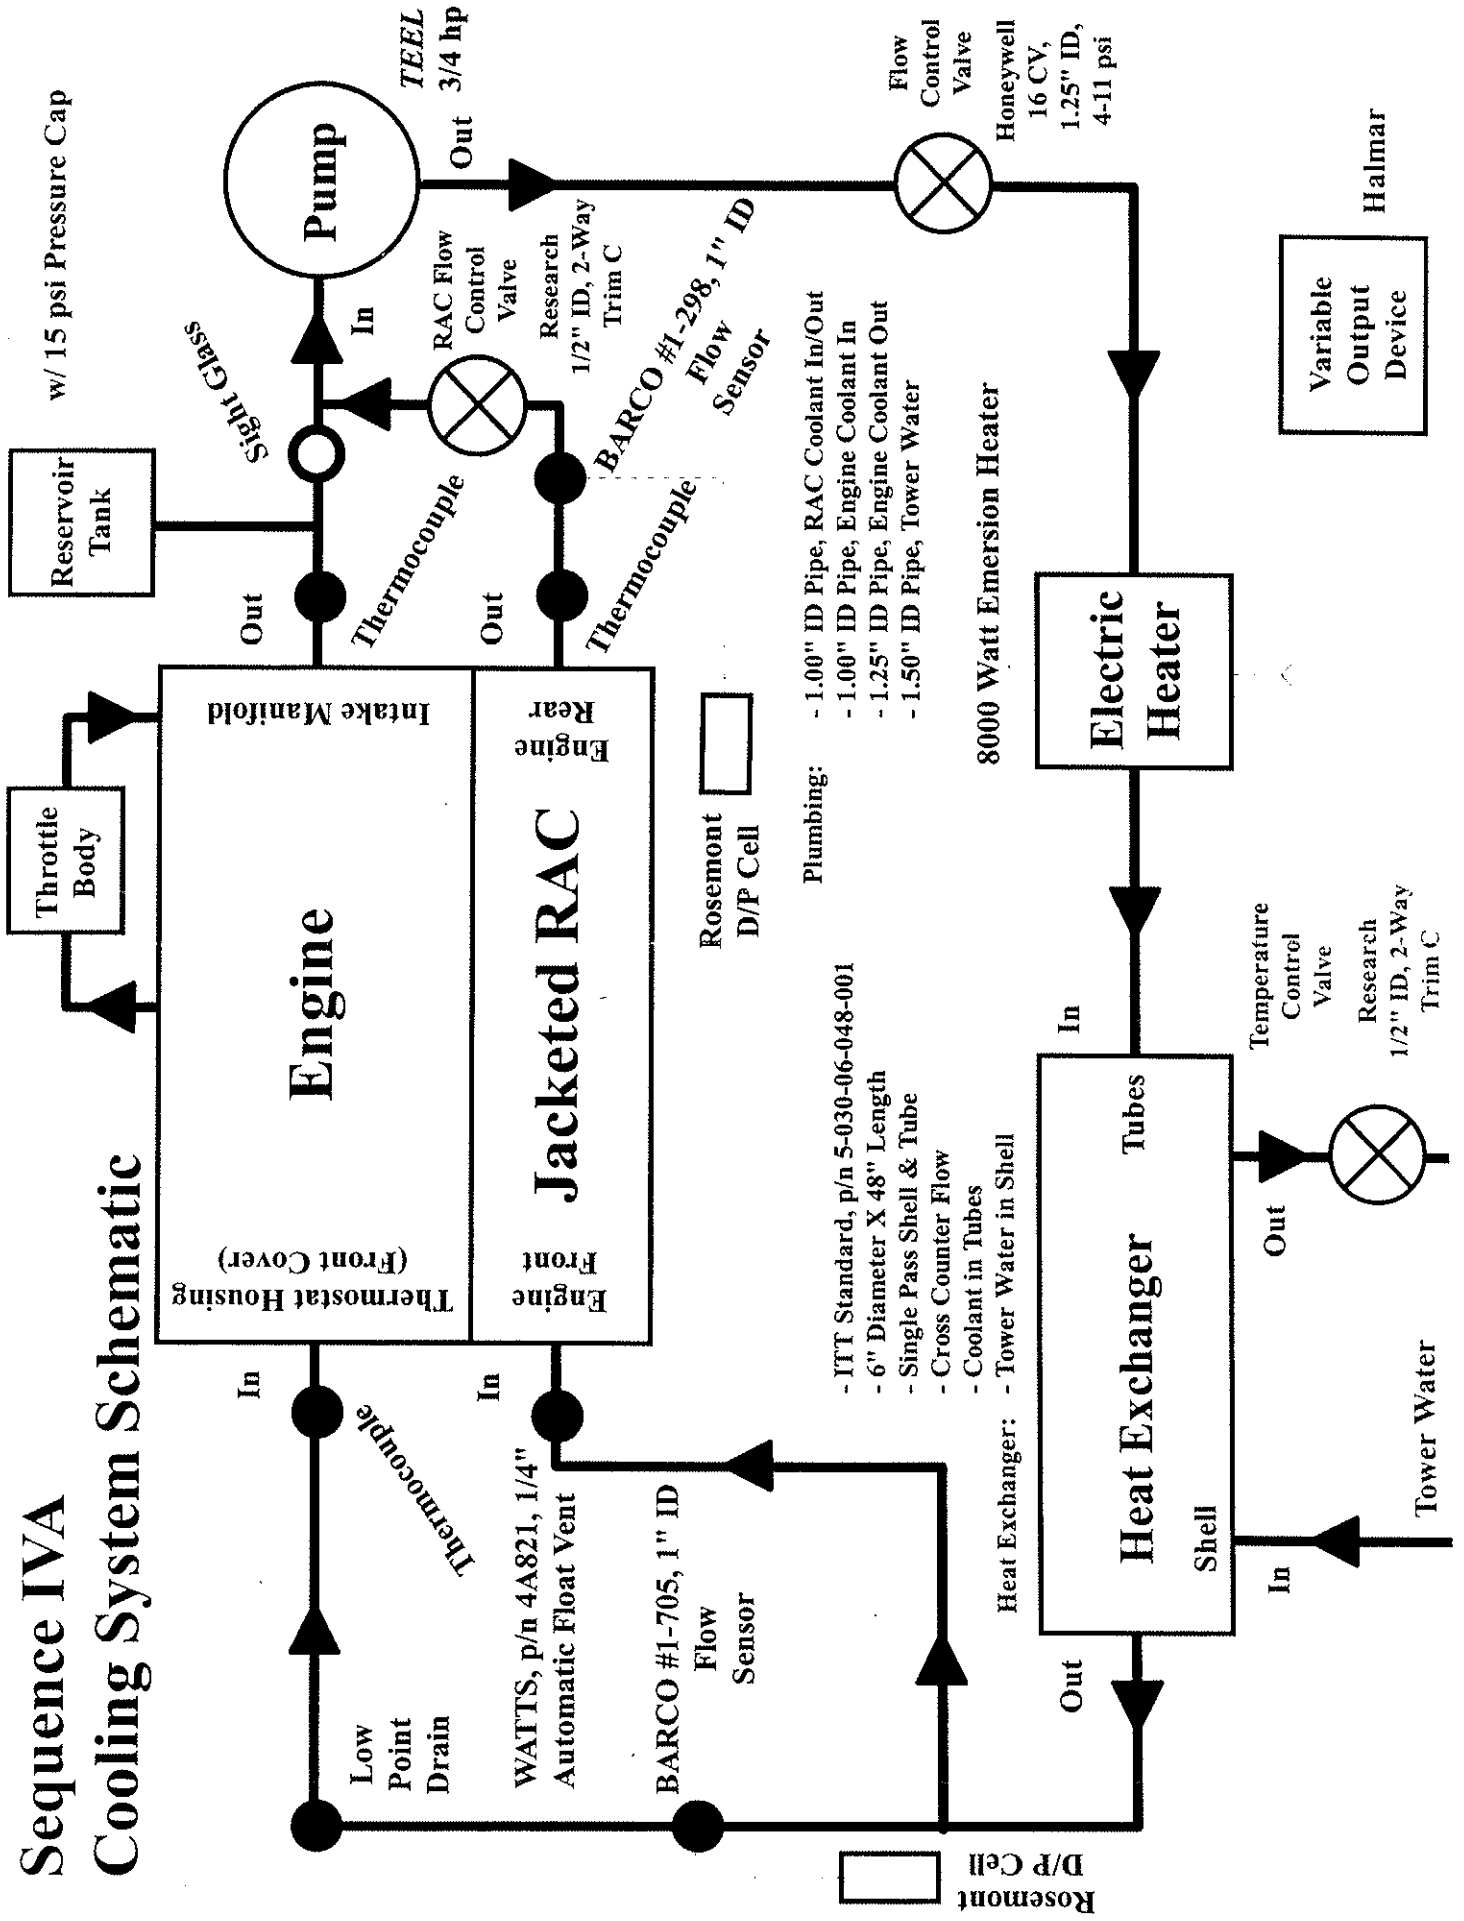 Sequence IVA
Cooling System Schematic
Throttle
Body
Reservoir
Tank
w/ 15 psi Pressure Cap
Thermostat Housing
(Front Cover)
Engine
Intake Manifold
In
Out
Thermocouple
Thermocouple
Sight Glass
In
Pump
TEEL
3/4 hp
Out
Low
Point
Drain
Engine
Front
Jacketed RAC
Engine
Rear
In
Out
Thermocouple
RAC Flow
Control
Valve
Research
1/2" ID, 2-Way
Trim C
WATTS, p/n 4A821, 1/4"
Automatic Float Vent
BARCO #1-705, 1" ID
Flow
Sensor
BARCO #1-298, 1" ID
Flow
Sensor
Rosemont
D/P Cell
Rosemont
D/P Cell
Flow
Control
Valve
Honeywell
16 CV,
1.25" ID,
4-11 psi
Plumbing:
- 1.00" ID Pipe, RAC Coolant In/Out
- 1.00" ID Pipe, Engine Coolant In
- 1.25" ID Pipe, Engine Coolant Out
- 1.50" ID Pipe, Tower Water
Heat Exchanger:
- ITT Standard, p/n 5-030-06-048-001
- 6" Diameter X 48" Length
- Single Pass Shell & Tube
- Cross Counter Flow
- Coolant in Tubes
- Tower Water in Shell
8000 Watt Emersion Heater
Electric
Heater
Out
In
Heat Exchanger
Tubes
Shell
In
Out
Tower Water
Temperature
Control
Valve
Research
1/2" ID, 2-Way
Trim C
Variable
Output
Device
Halmar